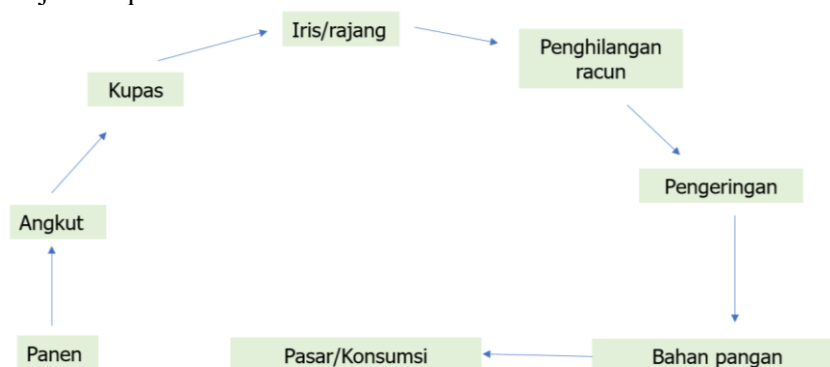 Iris/rajang
Penghilangan
racun
Kupas
Pengeringan
Angkut
Panen
Pasar/Konsumsi
Bahan pangan